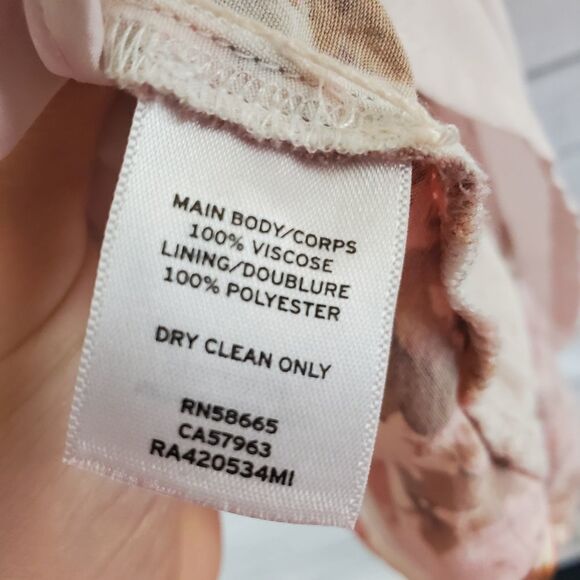 MAIN BODY/CORPS
100% VISCOSE
LINING/DOUBLURE
100% POLYESTER
DRY CLEAN ONLY
RN58665
CA57963
RA420534MI